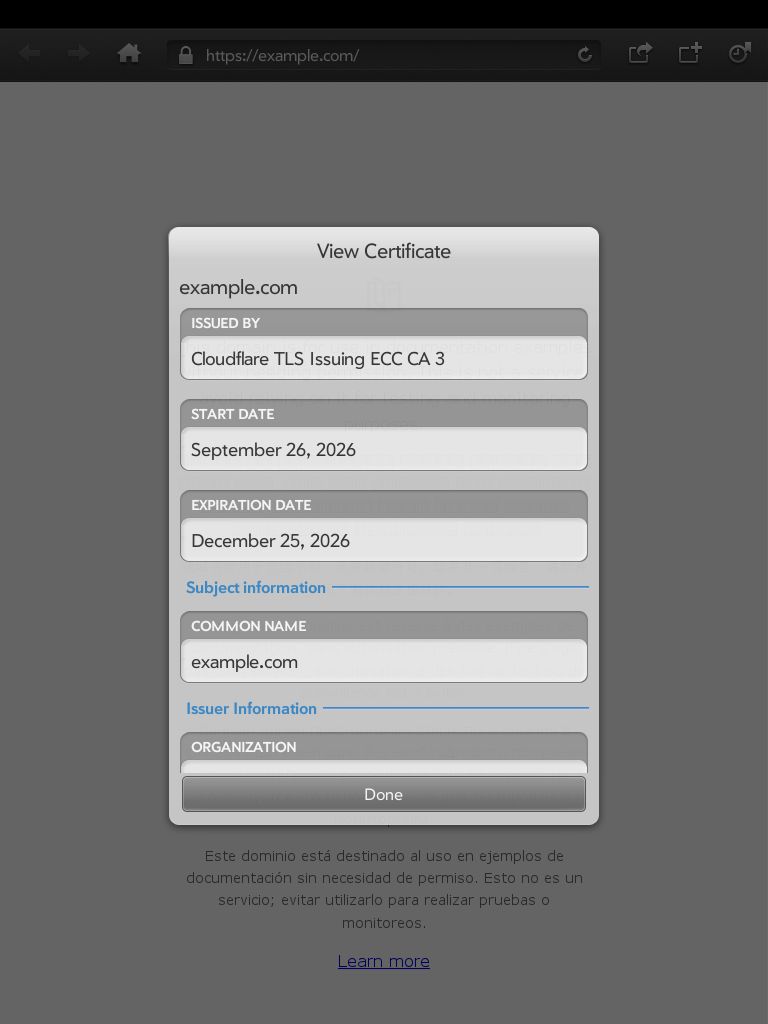 https://example.com/
View Certificate
example.com
ISSUED BY
Cloudflare TLS Issuing ECC CA 3
START DATE
September 26, 2026
EXPIRATION DATE
December 25, 2026
Subject information
COMMON NAME
example.com
Issuer Information
ORGANIZATION
Done
Este dominio está destinado al uso en ejemplos de
documentación sin necesidad de permiso. Esto no es un
servicio; evitar utilizarlo para realizar pruebas o
monitoreos.
Learn more